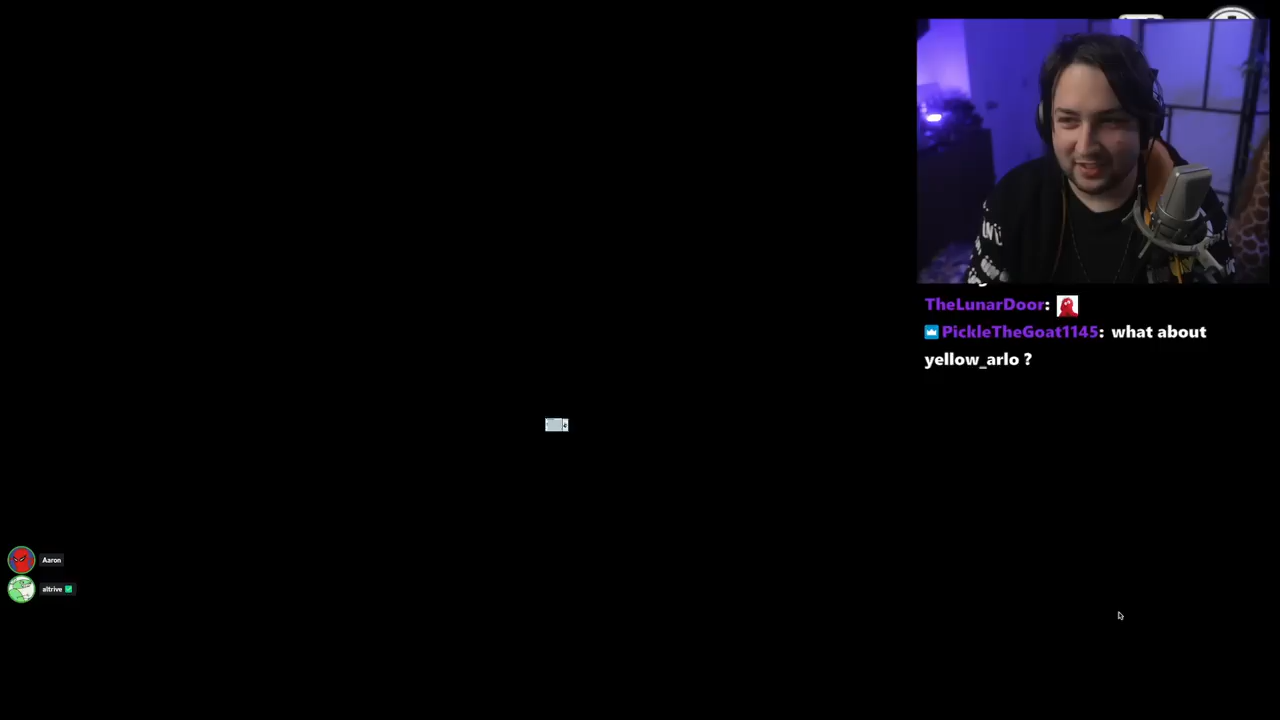 TheLunarDoor:
PickleTheGoat1145: what about
yellow_arlo ?
Aaron
altrive